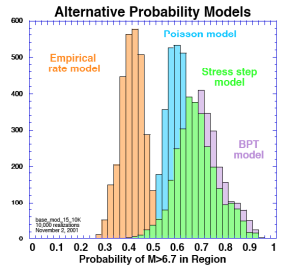 Alternative Probability Models
600
500
400
300
200
100
0
Empirical
rate model
Poisson model
Stress step
model
BPT
model
base_mod_15_10K
10,000 realizations
November 2, 2001
0 0.1 0.2 0.3 0.4 0.5 0.6 0.7 0.8 0.9 1
Probability of M>6.7 in Region